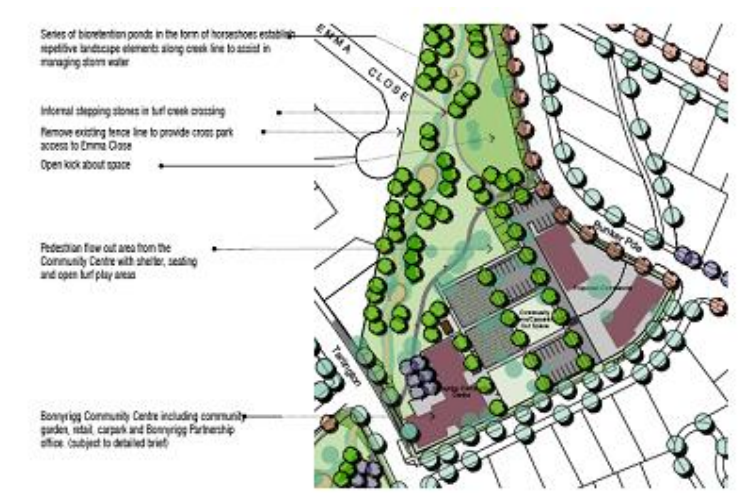 Series of bioretention ponds in the form of horseshoes establish
repetitive landscape elements along creek line to assist in
managing storm water
EMMA CLOSE
Informal stepping stones in turf creek crossing
Remove existing fence line to provide cross park
access to Emma Close
Open kick about space
Bunker Pde
Pedestrian flow out area from the
Community Centre with shelter, seating
and open turf play areas
Community
Out Space
Tarrington
Bonnyrigg Community Centre including community
garden, retail, carpark and Bonnyrigg Partnership
office. (subject to detailed brief)
Centre